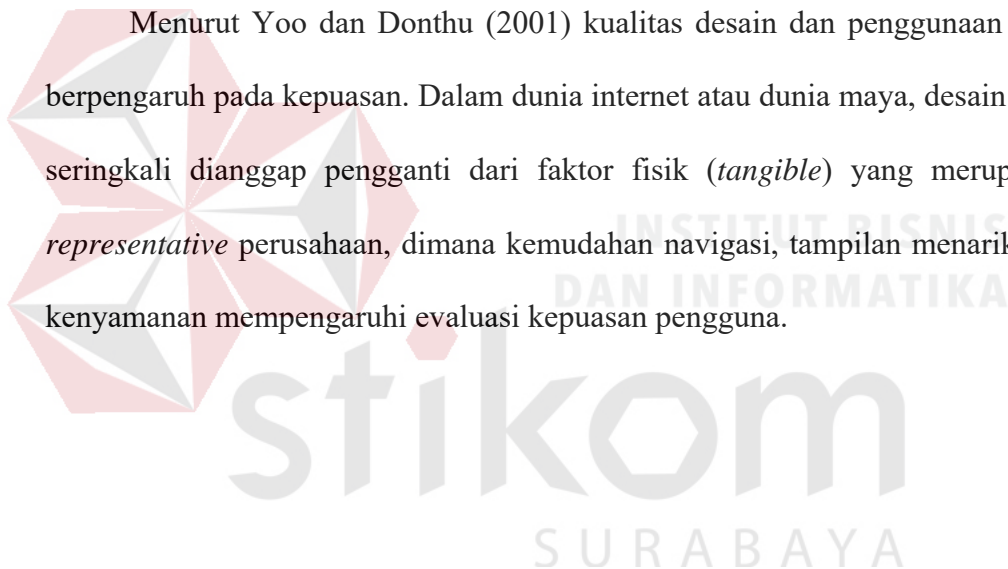 Menurut Yoo dan Donthu (2001) kualitas desain dan penggunaan
berpengaruh pada kepuasan. Dalam dunia internet atau dunia maya, desain
seringkali dianggap pengganti dari faktor fisik (tangible) yang merup
representative perusahaan, dimana kemudahan navigasi, tampilan menarik
kenyamanan mempengaruhi evaluasi kepuasan pengguna.
INSTITUT BISNIS
DAN INFORMATIKA
stikom
SURABAYA